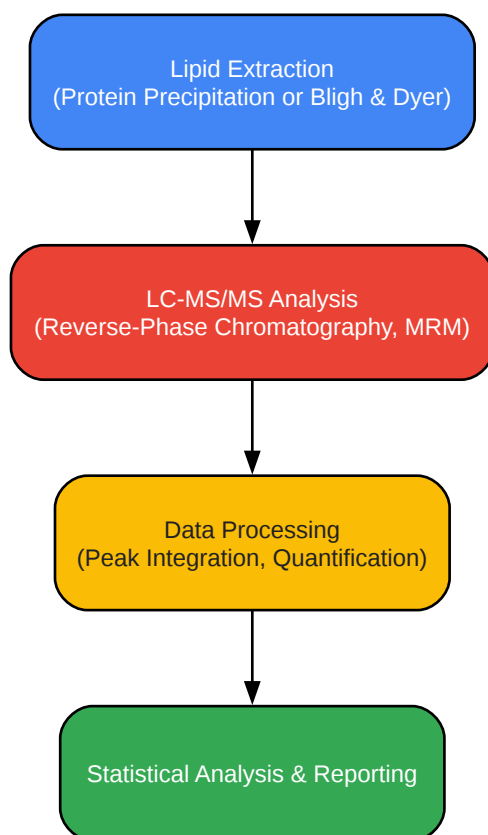 Lipid Extraction
(Protein Precipitation or Bligh & Dyer)
LC-MS/MS Analysis
(Reverse-Phase Chromatography, MRM)
Data Processing
(Peak Integration, Quantification)
Statistical Analysis & Reporting